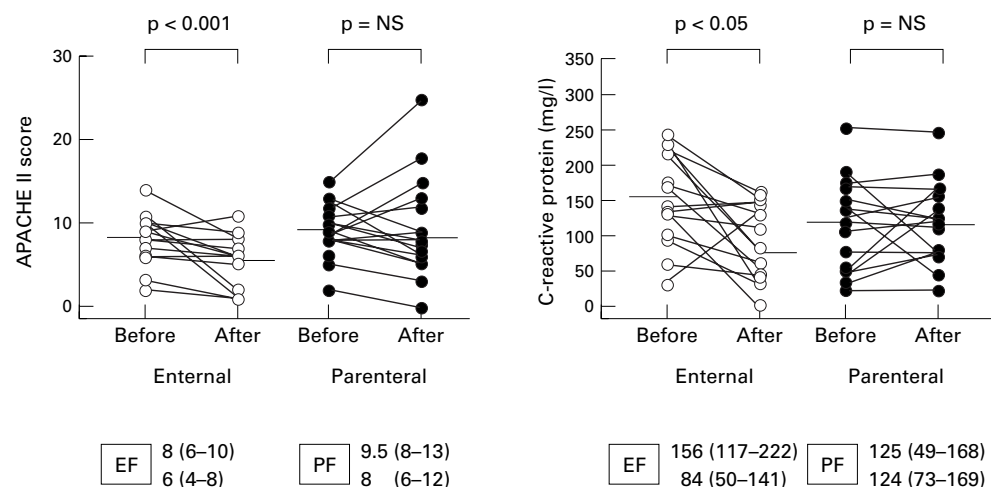 p < 0.001
p = NS
30
20
10
0
APACHE II score
Before After Before After
Enternal Parenteral
EF 8 (6–10)
6 (4–8)
PF 9.5 (8–13)
8 (6–12)
p < 0.05
p = NS
350
300
250
200
150
100
50
0
C-reactive protein (mg/l)
Before After Before After
Enternal Parenteral
EF 156 (117–222)
84 (50–141)
PF 125 (49–168)
124 (73–169)